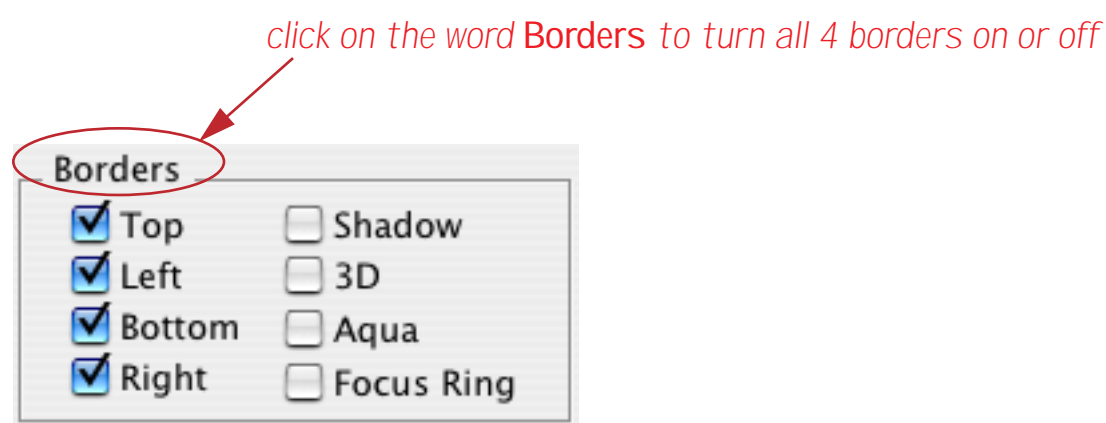 click on the word Borders to turn all 4 borders on or off
Borders
Top
Shadow
Left
3D
Bottom
Aqua
Right
Focus Ring